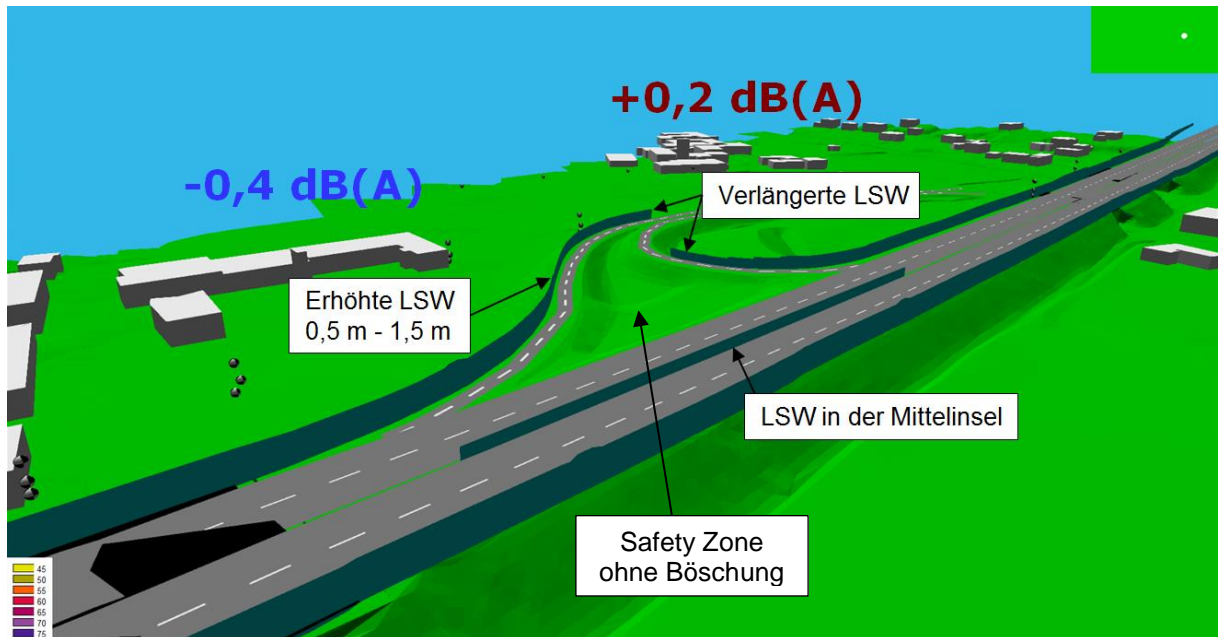 +0,2 dB(A)
-0,4 dB(A)
Verlängerte LSW
Erhöhte LSW
0,5 m - 1,5 m
LSW in der Mittelinsel
Safety Zone
ohne Böschung
45
50
55
60
65
70
75